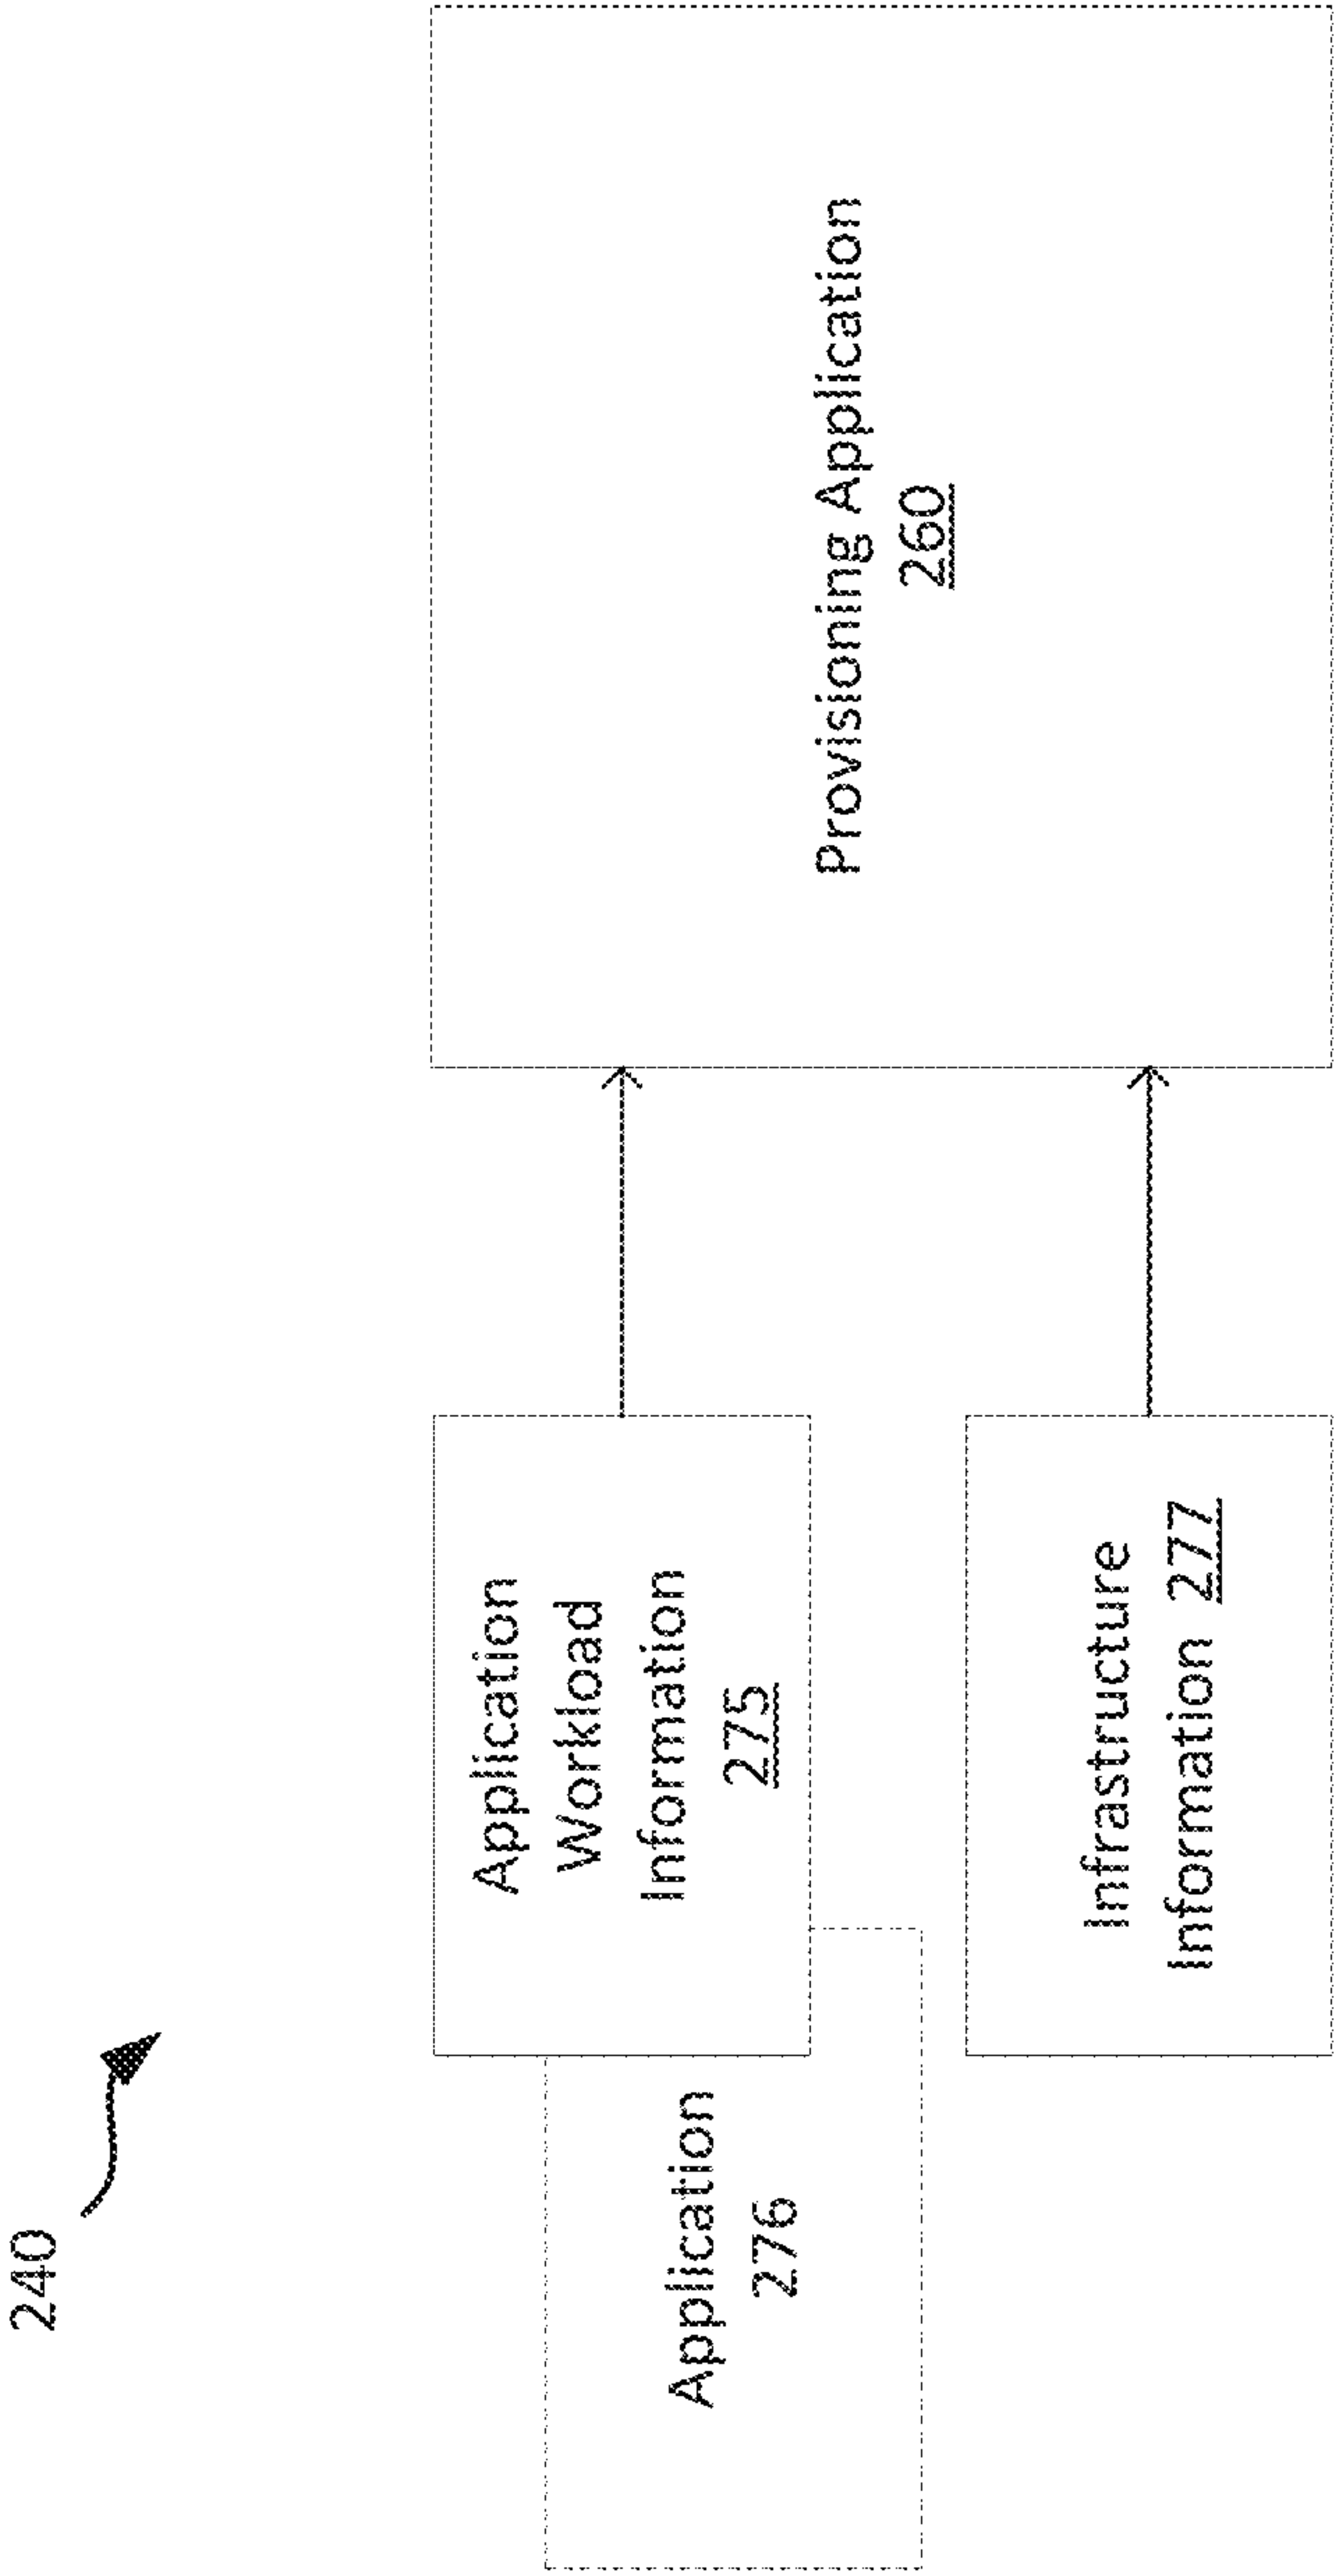 240
Application
276
Application
Workload
Information
275
Infrastructure
Information 277
Provisioning Application
260